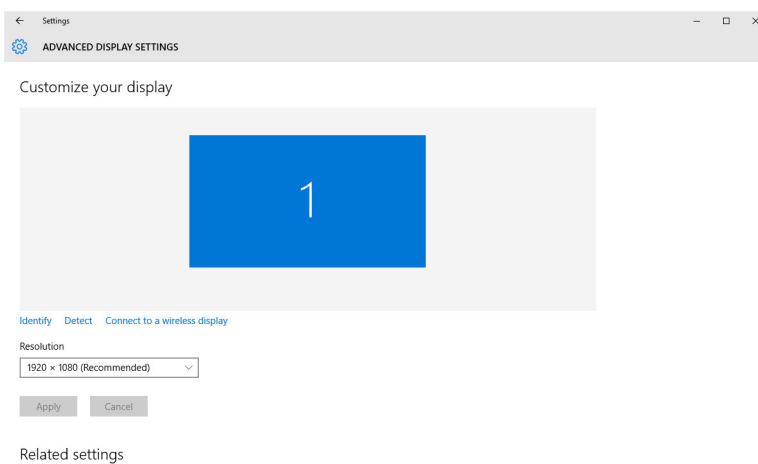 Settings
ADVANCED DISPLAY SETTINGS
Customize your display
1
Identify Detect Connect to a wireless display
Resolution
1920 × 1080 (Recommended)
Apply Cancel
Related settings